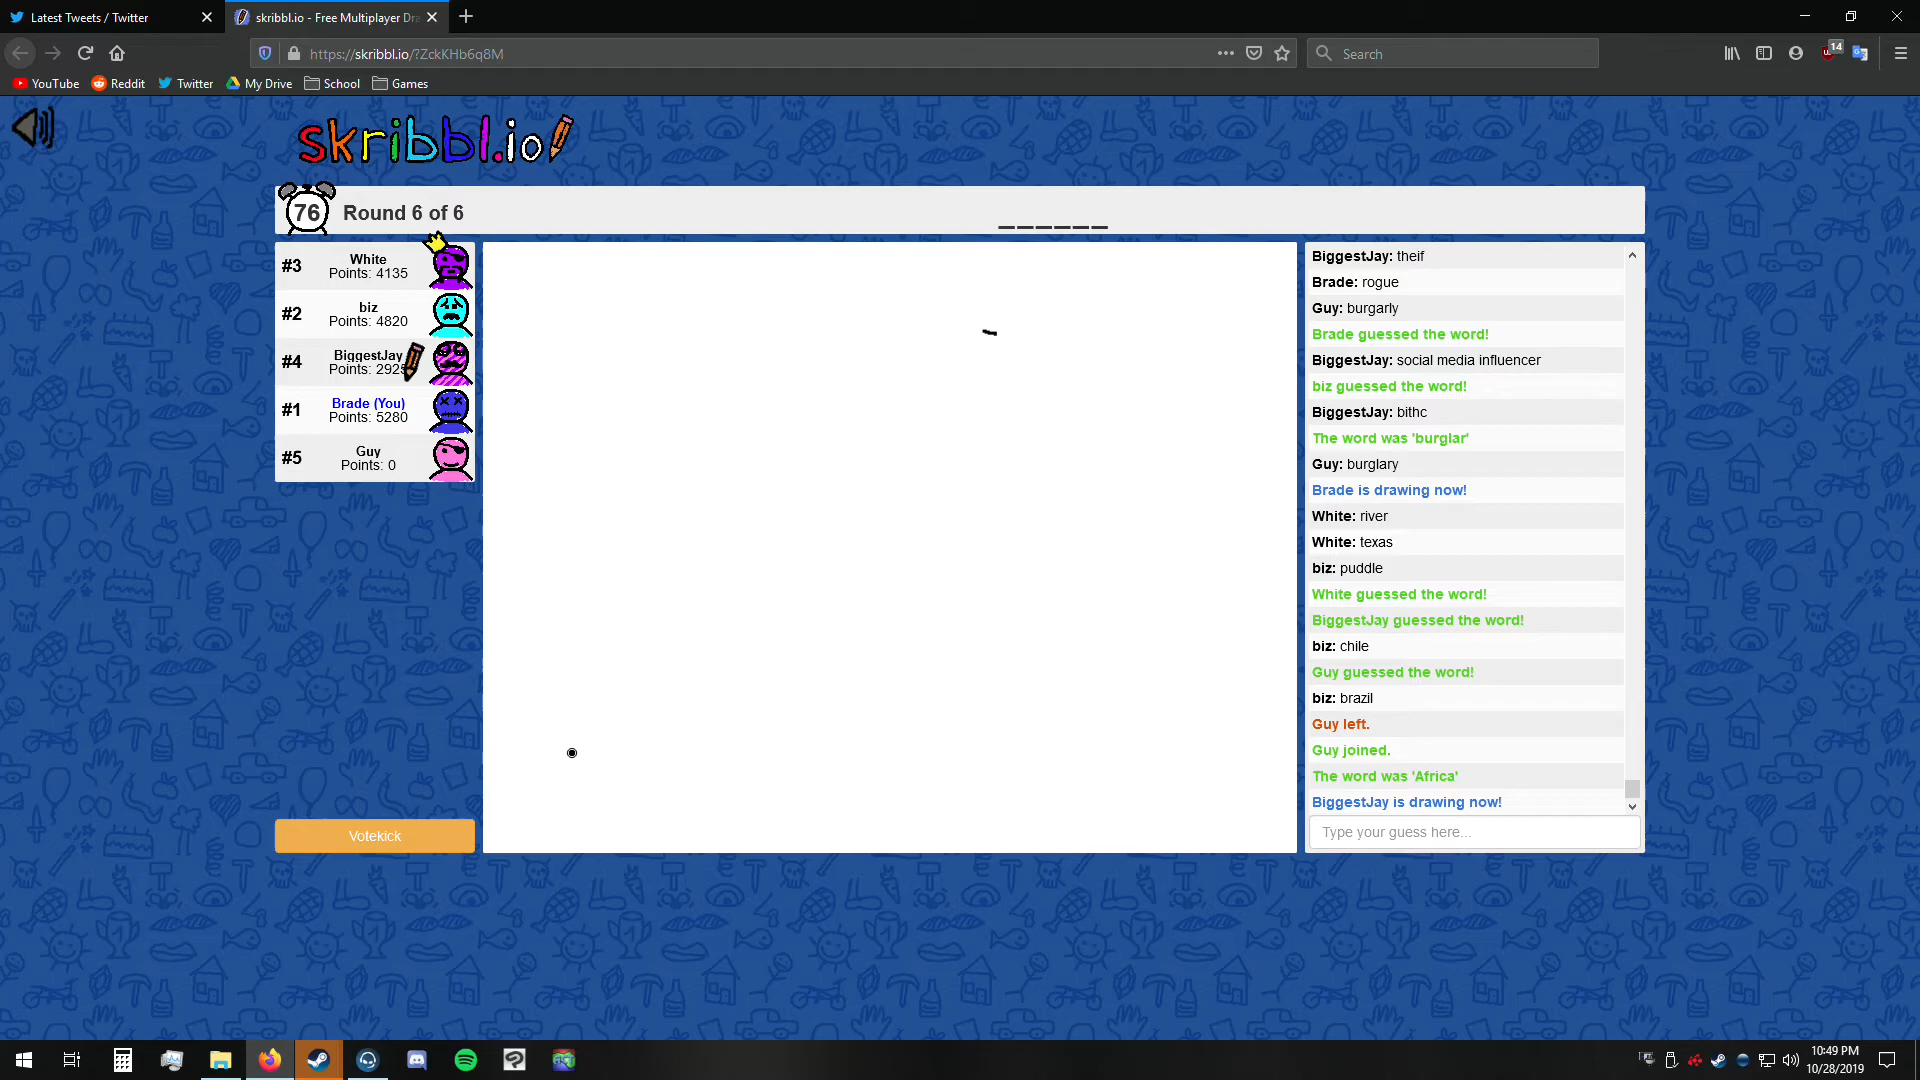 Latest Tweets / Twitter
skribbl.io - Free Multiplayer Dra
https://skribbl.io/?ZckKHb6q8M
Search
14
YouTube
Reddit
Twitter
My Drive
School
Games
skribbl.io
76
Round 6 of 6
______
#3
White
Points: 4135
#2
biz
Points: 4820
#4
BiggestJay
Points: 2925
#1
Brade (You)
Points: 5280
#5
Guy
Points: 0
Votekick
BiggestJay: theif
Brade: rogue
Guy: burgarly
Brade guessed the word!
BiggestJay: social media influencer
biz guessed the word!
BiggestJay: bithc
The word was 'burglar'
Guy: burglary
Brade is drawing now!
White: river
White: texas
biz: puddle
White guessed the word!
BiggestJay guessed the word!
biz: chile
Guy guessed the word!
biz: brazil
Guy left.
Guy joined.
The word was 'Africa'
BiggestJay is drawing now!
Type your guess here...
10:49 PM
10/28/2019